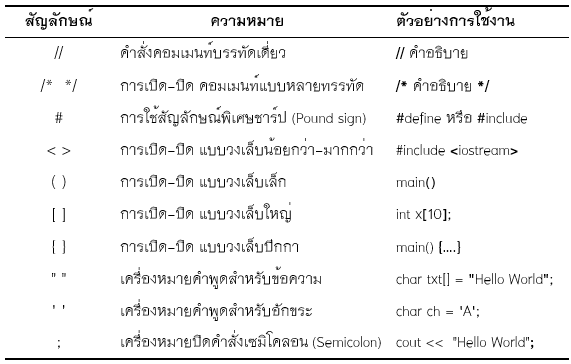 สัญลักษณ์ ความหมาย ตัวอย่างการใช้งาน
// คำสั่งคอมเมนท์บรรทัดเดี่ยว // คำอธิบาย
/* */ การเปิด-ปิด คอมเมนท์แบบหลายทรรทัด /* คำอธิบาย */
# การใช้สัญลักษณ์พิเศษชาร์ป (Pound sign) #define หรือ #include
< > การเปิด-ปิด แบบวงเล็บน้อยกว่า-มากกว่า #include <iostream>
( ) การเปิด-ปิด แบบวงเล็บเล็ก main()
[ ] การเปิด-ปิด แบบวงเล็บใหญ่ int x[10];
{ } การเปิด-ปิด แบบวงเล็บปีกกา main() {....}
" " เครื่องหมายคำพูดสำหรับข้อความ char txt[] = "Hello World";
' ' เครื่องหมายคำพูดสำหรับอักขระ char ch = 'A';
; เครื่องหมายปิดคำสั่งเซมิโคลอน (Semicolon) cout << "Hello World";